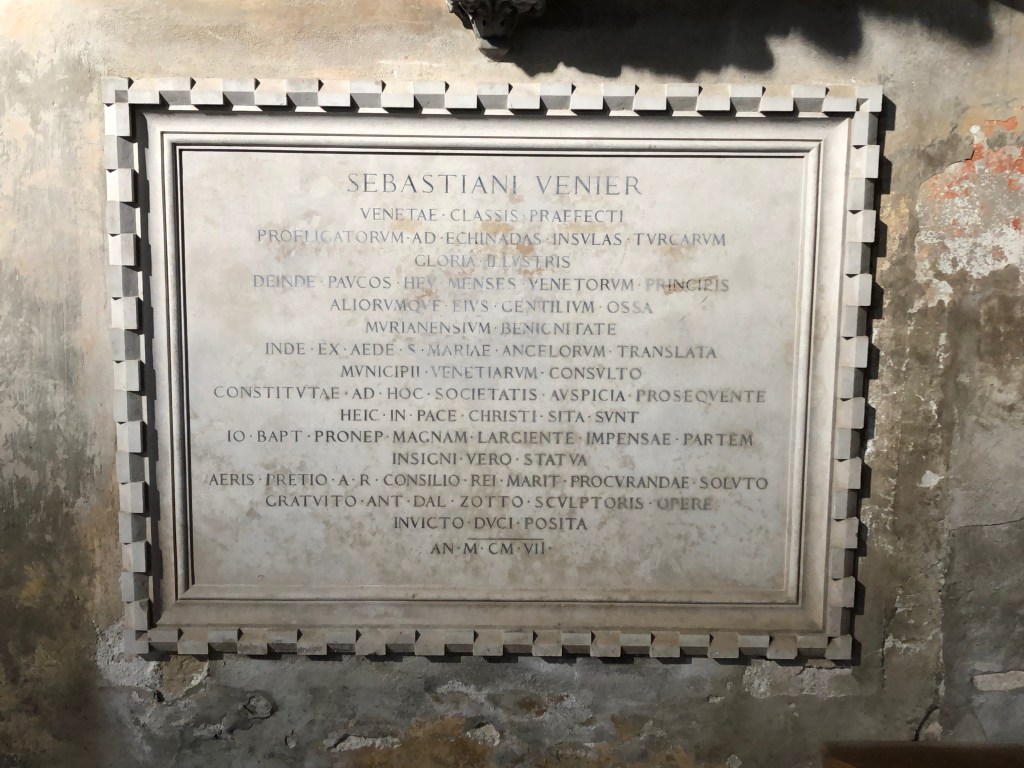 SEBASTIANI VENIER
VENETAE·CLASSIS·PRAEFECTI
PROFLIGATORVM·AD·ECHINADAS·INSVLAS·TVRCARVM
GLORIA·ILLVSTRIS
DEINDE·PAVCOS·HEV·MENSES·VENETORVM·PRINCIPIS
ALIORVMQVE·EIVS·GENTILIVM·OSSA
MVRIANENSIVM·BENIGNITATE
INDE·EX·AEDE·S·MARIAE·ANGELORVM·TRANSLATA
MVNICIPII·VENETIARVM·CONSVLTO
CONSTITVTAE·AD·HOC·SOCIETATIS·AVSPICIA·PROSEQVENTE
HEIC·IN·PACE·CHRISTI·SITA·SVNT
IO·BAPT·PRONEP·MAGNAM·LARGIENTE·IMPENSAE·PARTEM
INSIGNI·VERO·STATVA
AERIS·PRETIO·A·R·CONSILIO·REI·MARIT·PROCVRANDAE·SOLVTO
GRATVITO·ANT·DAL·ZOTTO·SCVLPTORIS·OPERE
INVICTO·DVCI·POSITA
AN·M·CM·VII·